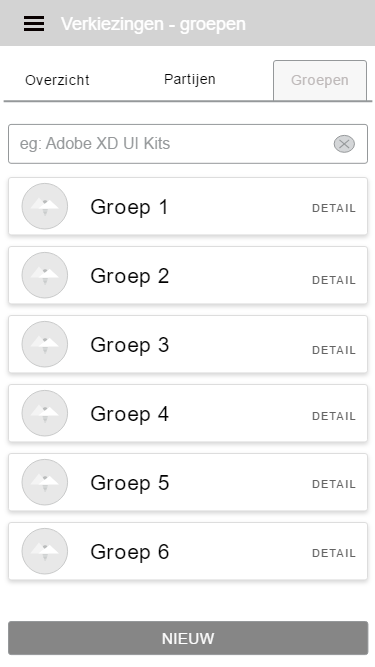 Verkiezingen - groepen
Overzicht Partijen Groepen
eg: Adobe XD UI Kits
Groep 1 DETAIL
Groep 2 DETAIL
Groep 3 DETAIL
Groep 4 DETAIL
Groep 5 DETAIL
Groep 6 DETAIL
NIEUW